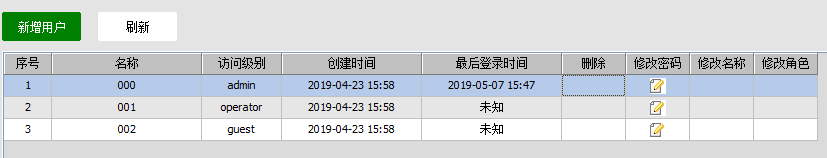 新增用户 刷新
序号 名称 访问级别 创建时间 最后登录时间 删除 修改密码 修改名称 修改角色
1 000 admin 2019-04-23 15:58 2019-05-07 15:47
2 001 operator 2019-04-23 15:58 未知
3 002 guest 2019-04-23 15:58 未知